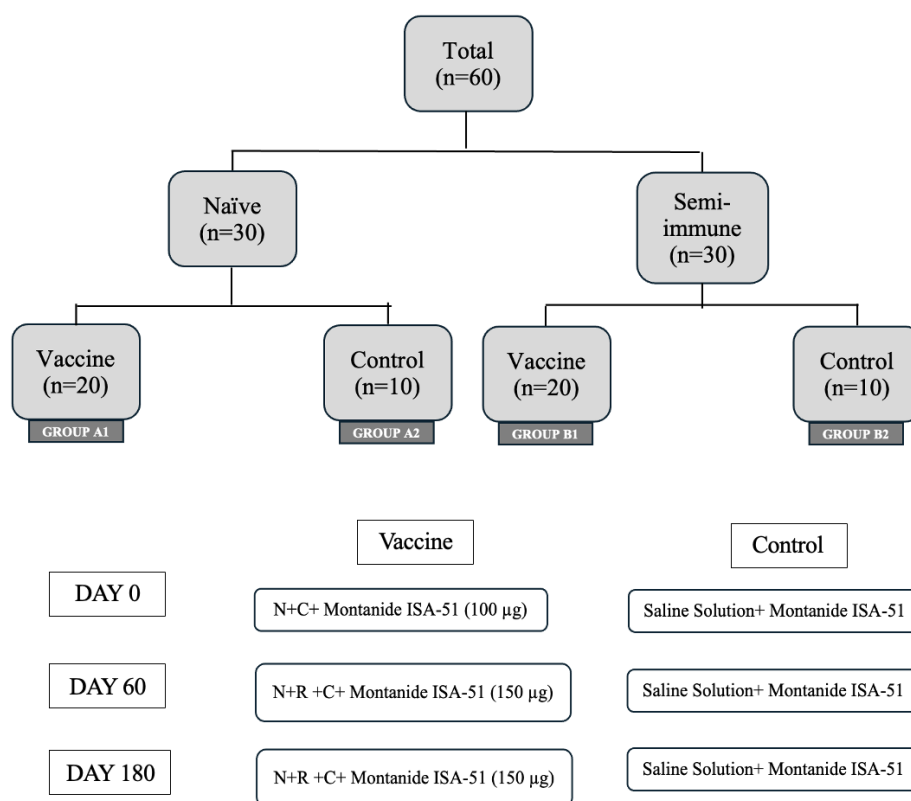 Total
(n=60)
Naïve
(n=30)
Semi-
immune
(n=30)
Vaccine
(n=20)
Control
(n=10)
Vaccine
(n=20)
Control
(n=10)
GROUP A1
GROUP A2
GROUP B1
GROUP B2
Vaccine
Control
DAY 0
N+C+ Montanide ISA-51 (100 µg)
Saline Solution+ Montanide ISA-51
DAY 60
N+R +C+ Montanide ISA-51 (150 µg)
Saline Solution+ Montanide ISA-51
DAY 180
N+R +C+ Montanide ISA-51 (150 µg)
Saline Solution+ Montanide ISA-51